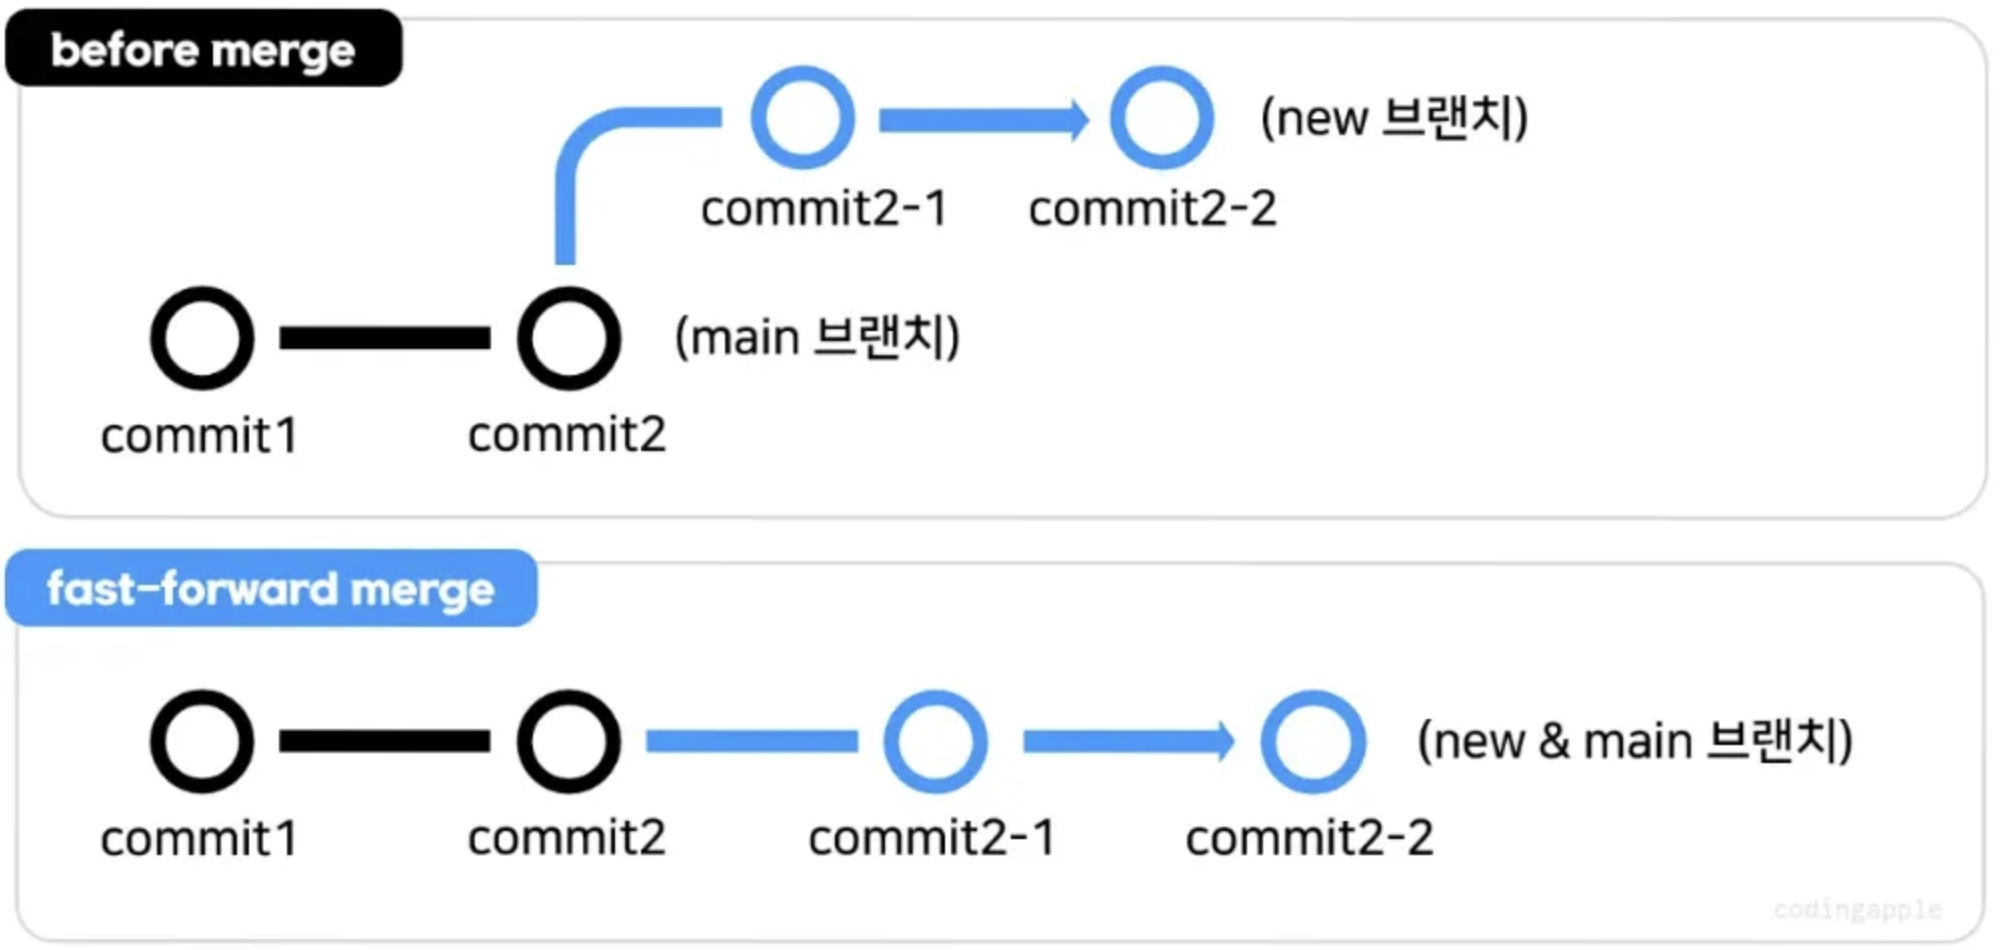 before merge
(new 브랜치)
commit2-1
commit2-2
(main 브랜치)
commit1
commit2
fast-forward merge
(new & main 브랜치)
commit1
commit2
commit2-1
commit2-2
codingapple